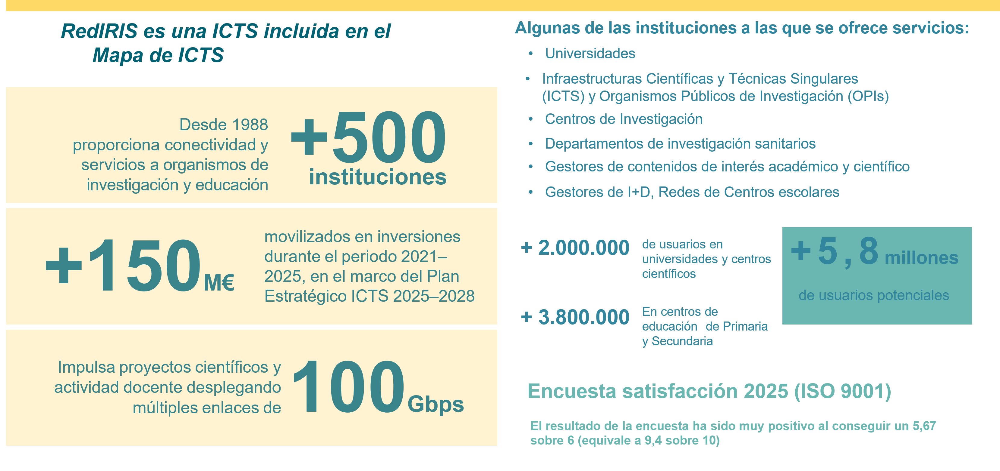 RedIRIS es una ICTS incluida en el
Mapa de ICTS
Desde 1988
proporciona conectividad y
servicios a organismos de
investigación y educación
+500
instituciones
+150 M€
movilizados en inversiones
durante el periodo 2021–
2025, en el marco del Plan
Estratégico ICTS 2025–2028
Impulsa proyectos científicos y
actividad docente desplegando
múltiples enlaces de
100 Gbps
Algunas de las instituciones a las que se ofrece servicios:
• Universidades
• Infraestructuras Científicas y Técnicas Singulares
(ICTS) y Organismos Públicos de Investigación (OPIs)
• Centros de Investigación
• Departamentos de investigación sanitarios
• Gestores de contenidos de interés académico y científico
• Gestores de I+D, Redes de Centros escolares
+ 2.000.000
de usuarios en
universidades y centros
científicos
+ 3.800.000
En centros de
educación de Primaria
y Secundaria
+5,8 millones
de usuarios potenciales
Encuesta satisfacción 2025 (ISO 9001)
El resultado de la encuesta ha sido muy positivo al conseguir un 5,67
sobre 6 (equivale a 9,4 sobre 10)